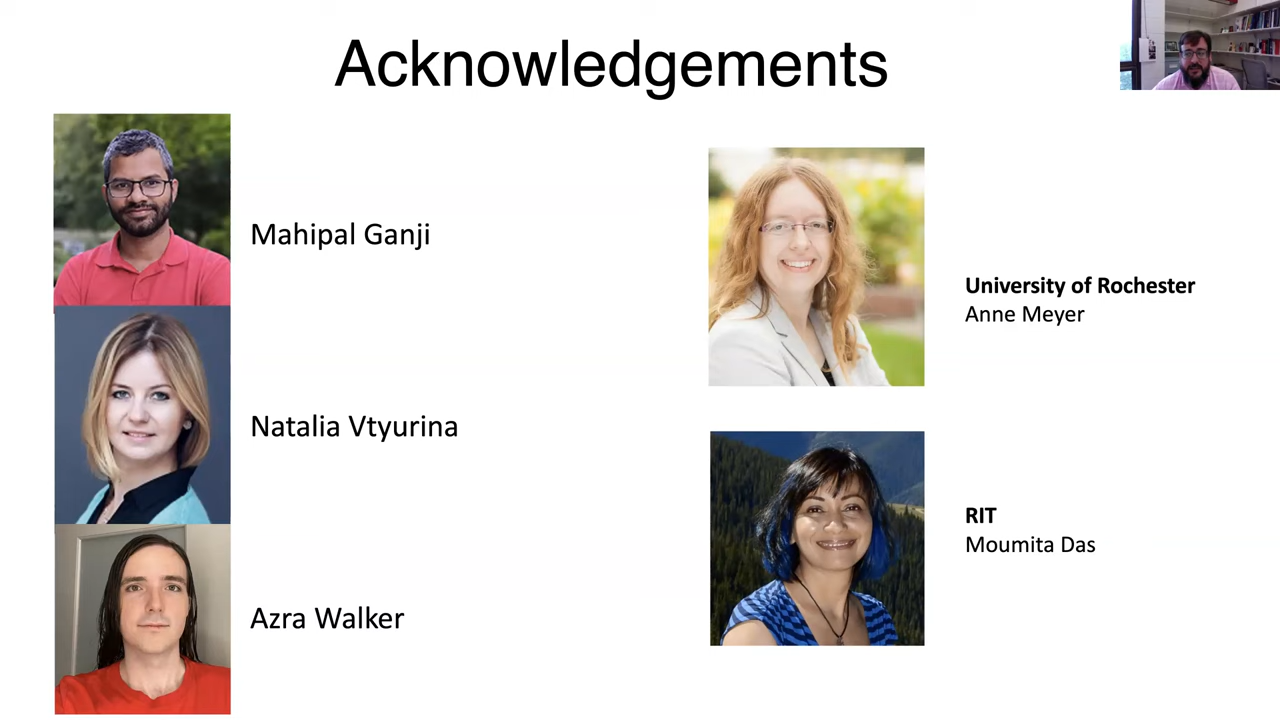 Acknowledgements
Mahipal Ganji
Natalia Vtyurina
Azra Walker
University of Rochester
Anne Meyer
RIT
Moumita Das